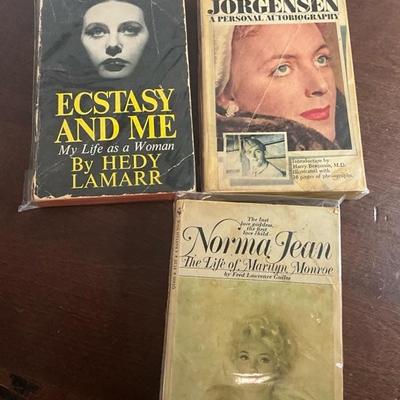 ECSTASY
AND ME
My Life as a Woman
By HEDY
LAMARR
JORGENSEN
A PERSONAL AUTOBIOGRAPHY
Introduction by
Harry Benjamin, M.D.
Illustrated with
16 pages of photographs.
The last
love goddess,
the first
love child
Norma Jean
The Life of Marilyn Monroe
by Fred Lawrence Guiles